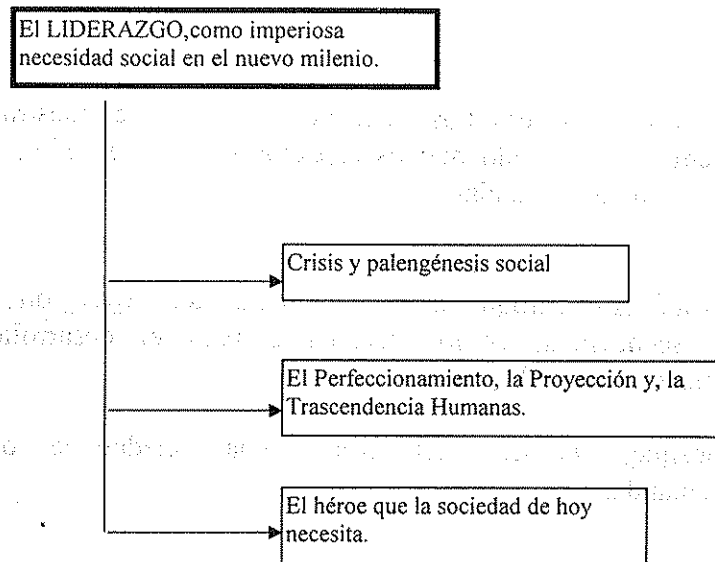 El LIDERAZGO,como imperiosa
necesidad social en el nuevo milenio.
Crisis y palengénesis social
El Perfeccionamiento, la Proyección y, la
Trascendencia Humanas.
El héroe que la sociedad de hoy
necesita.